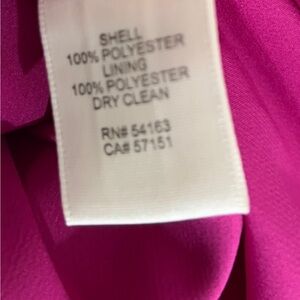 SHELL
100% POLYESTER
LINING
100% POLYESTER
DRY CLEAN
RN# 54163
CA# 57151